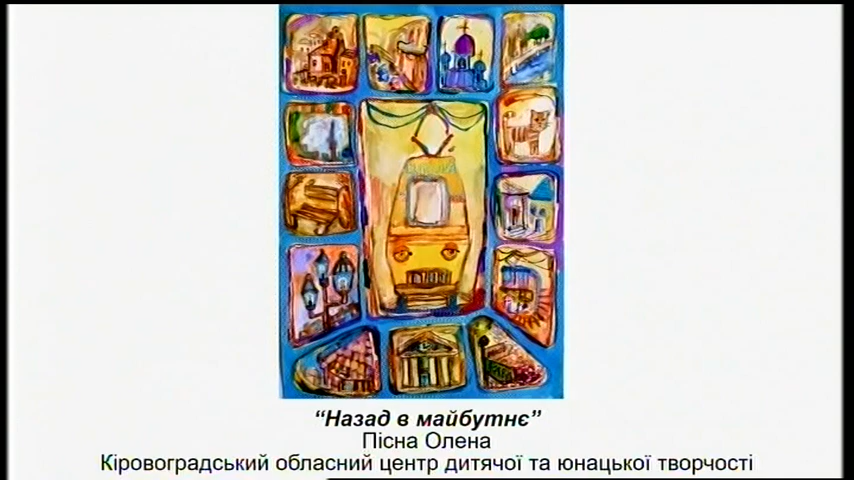 “Назад в майбутнє”
Пісна Олена
Кіровоградський обласний центр дитячої та юнацької творчості